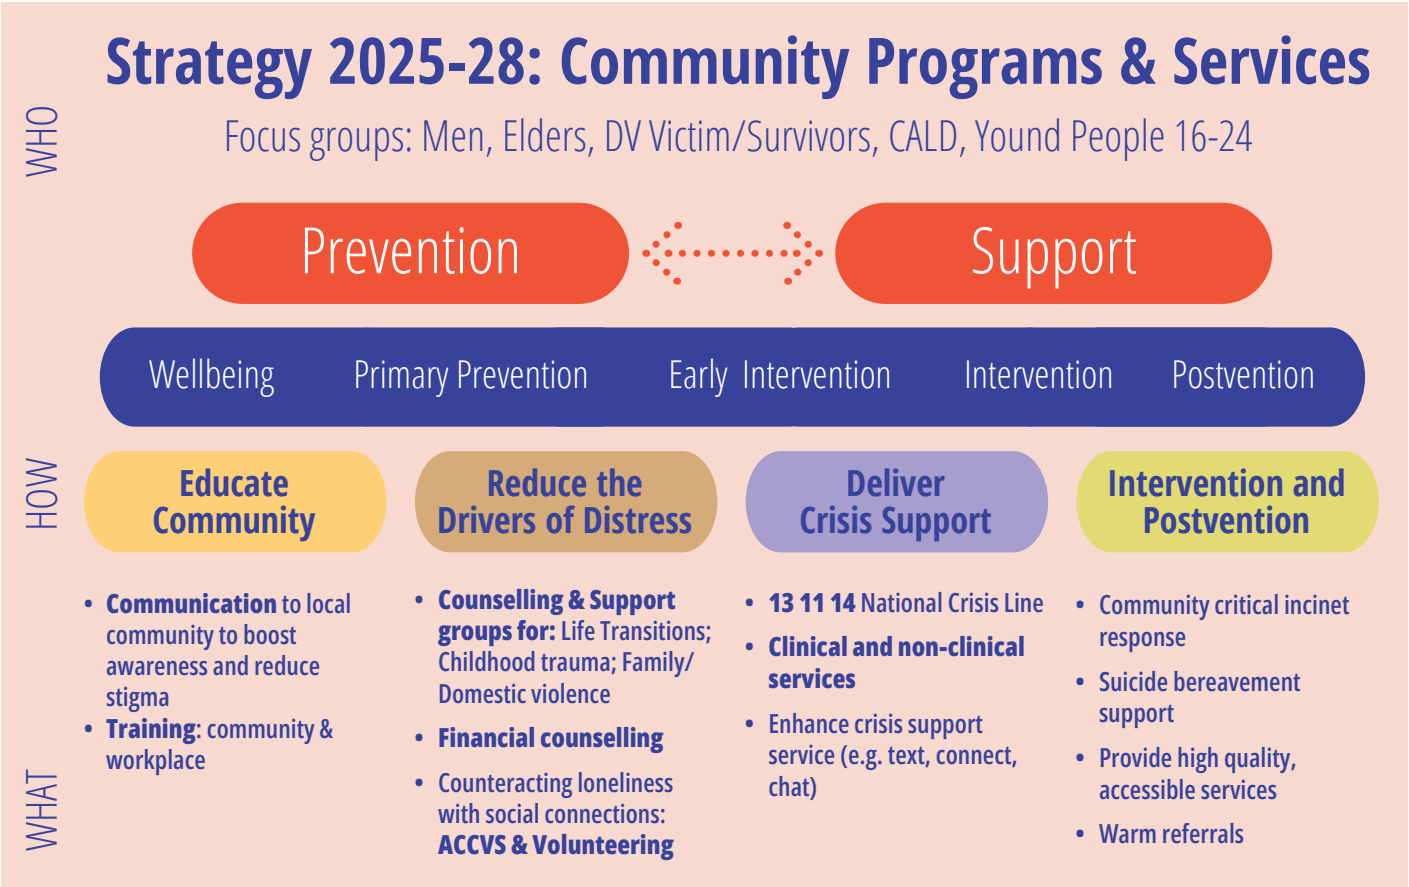 Strategy 2025-28: Community Programs & Services
WHO
Focus groups: Men, Elders, DV Victim/Survivors, CALD, Yound People 16-24
Prevention
Support
Wellbeing
Primary Prevention
Early Intervention
Intervention
Postvention
HOW
Educate
Community
Reduce the
Drivers of Distress
Deliver
Crisis Support
Intervention and
Postvention
WHAT
• Communication to local
community to boost
awareness and reduce
stigma
• Training: community &
workplace
• Counselling & Support
groups for: Life Transitions;
Childhood trauma; Family/
Domestic violence
• Financial counselling
• Counteracting loneliness
with social connections:
ACCVS & Volunteering
• 13 11 14 National Crisis Line
• Clinical and non-clinical
services
• Enhance crisis support
service (e.g. text, connect,
chat)
• Community critical incinet
response
• Suicide bereavement
support
• Provide high quality,
accessible services
• Warm referrals